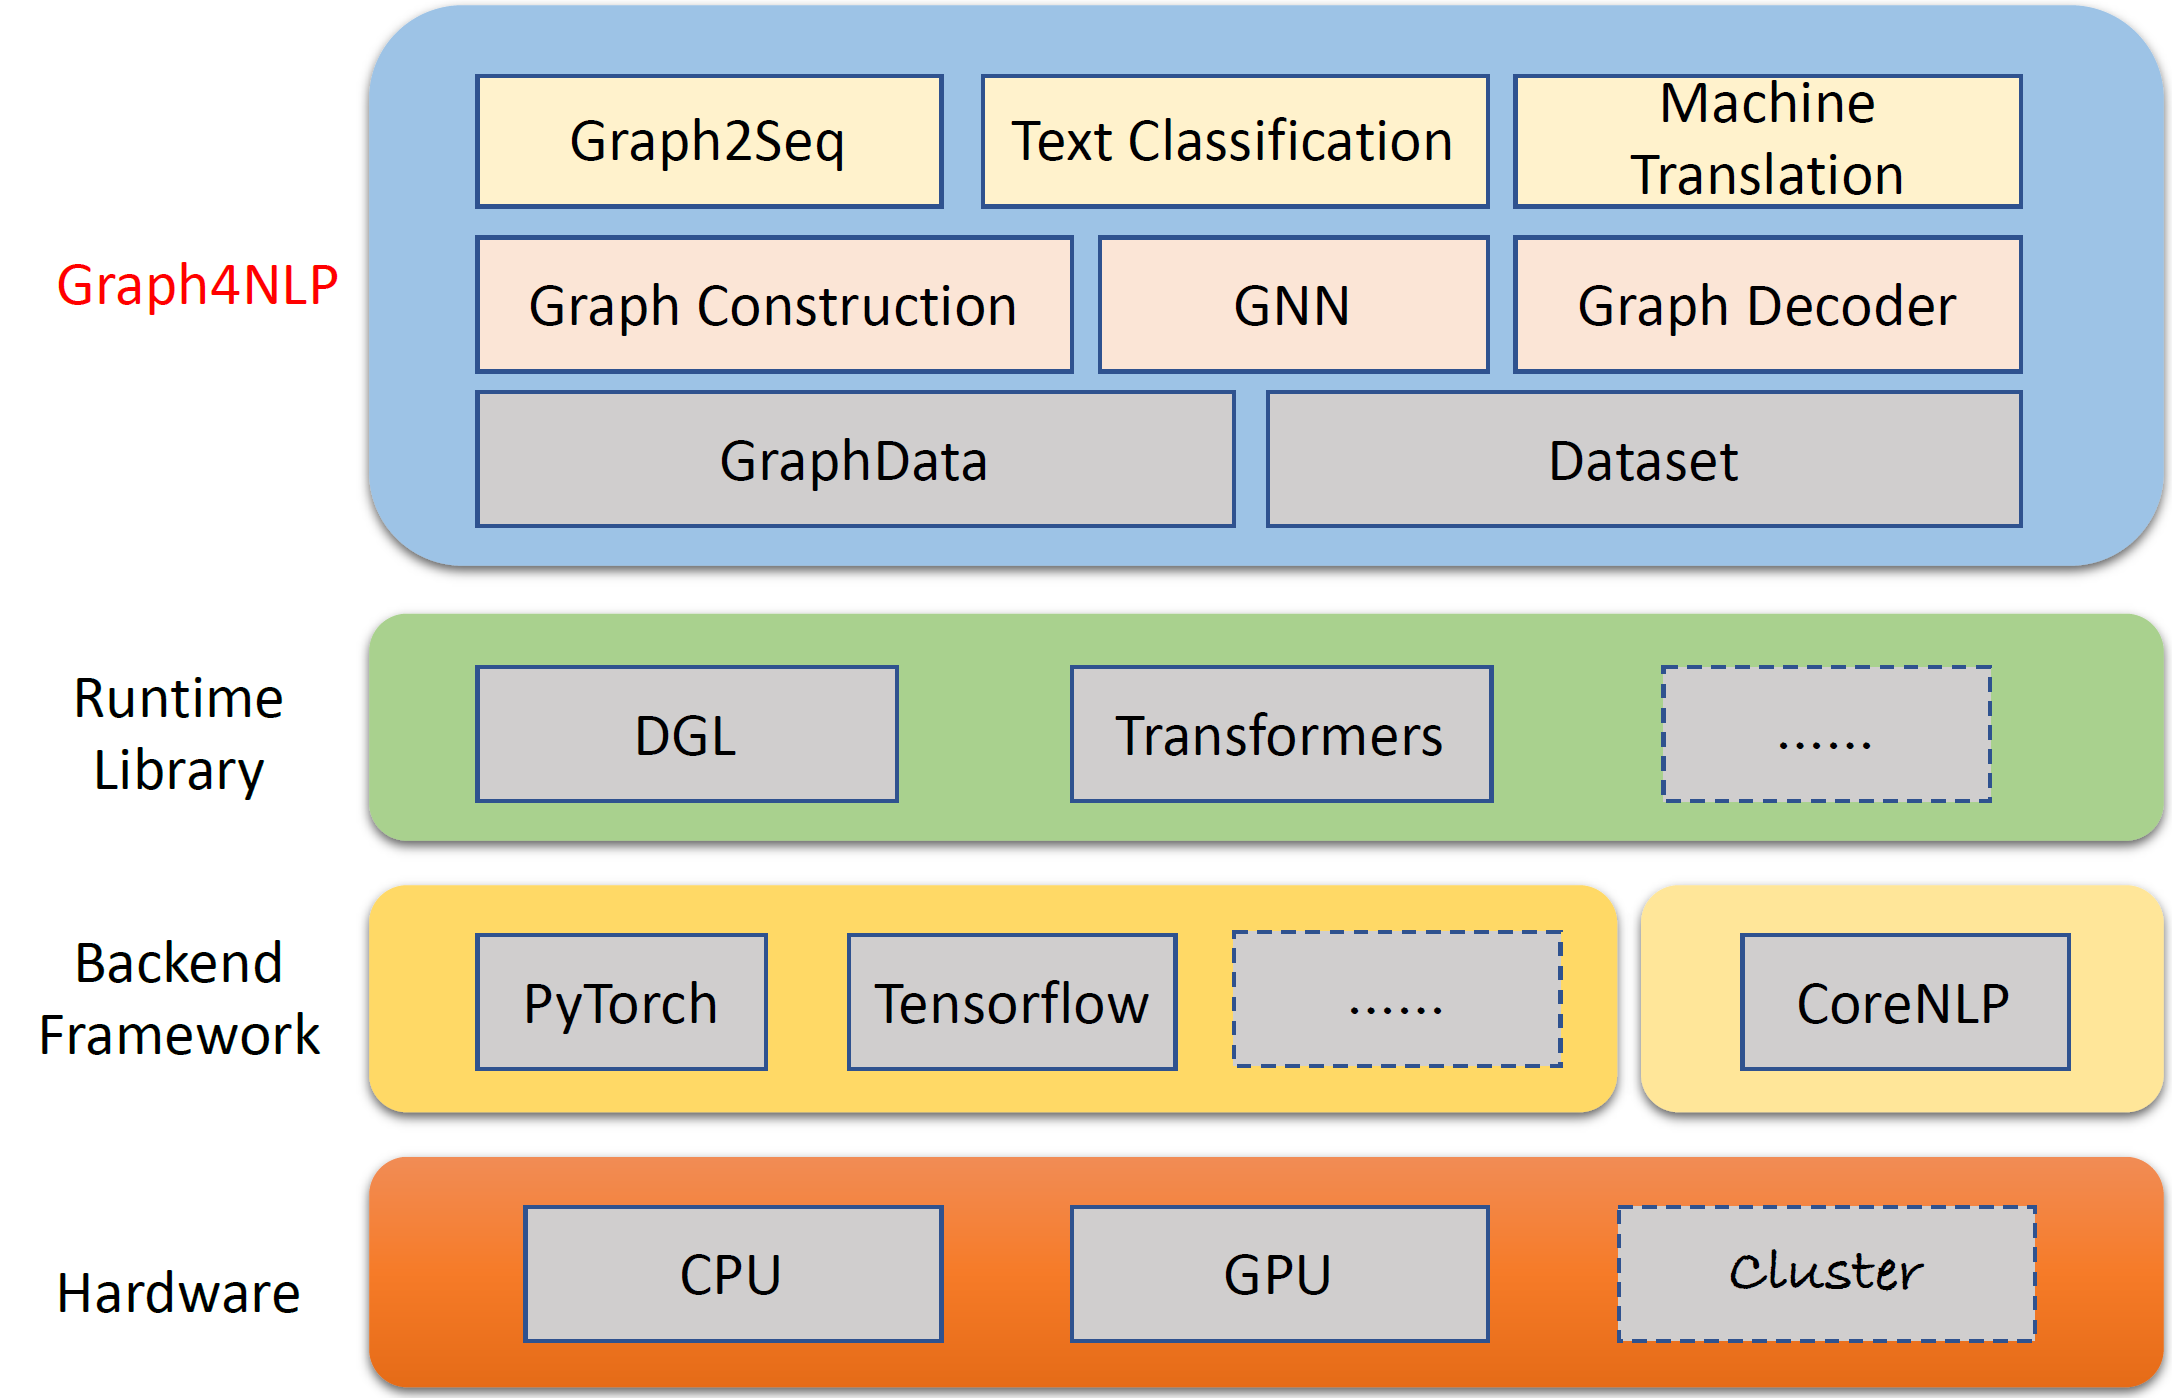 Graph4NLP
Graph2Seq
Text Classification
Machine
Translation
Graph Construction
GNN
Graph Decoder
GraphData
Dataset
Runtime
Library
DGL
Transformers
......
Backend
Framework
PyTorch
Tensorflow
......
CoreNLP
Hardware
CPU
GPU
Cluster